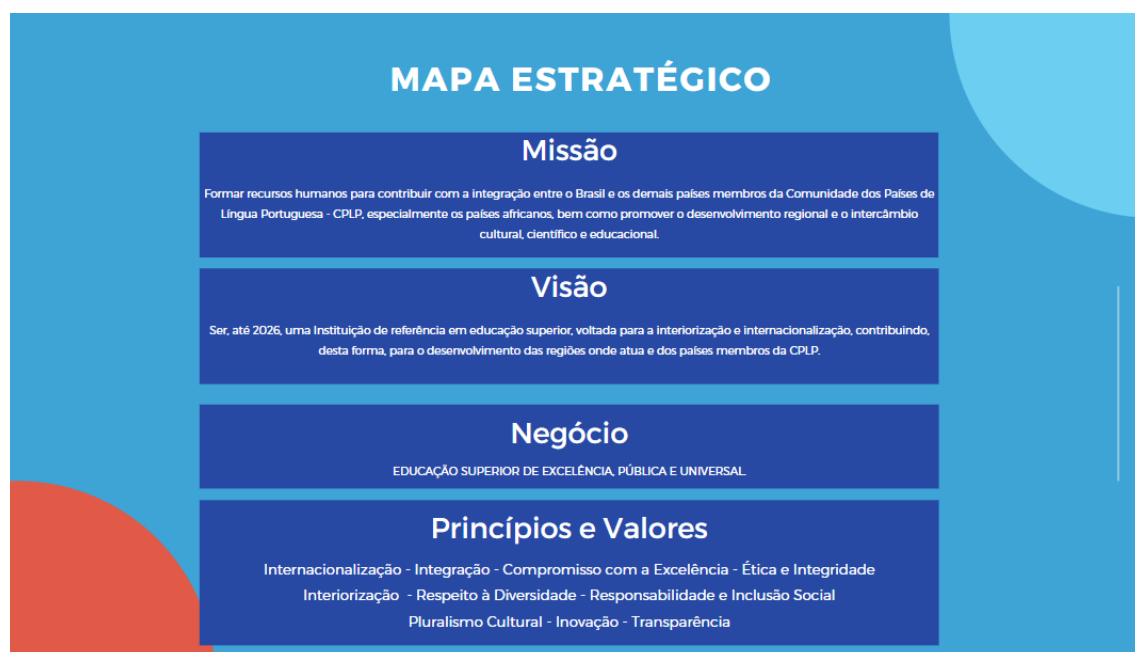 MAPA ESTRATÉGICO
Missão
Formar recursos humanos para contribuir com a integração entre o Brasil e os demais países membros da Comunidade dos Países de
Língua Portuguesa - CPLP, especialmente os países africanos, bem como promover o desenvolvimento regional e o intercâmbio
cultural, científico e educacional.
Visão
Ser, até 2026, uma Instituição de referência em educação superior, voltada para a interiorização e internacionalização, contribuindo,
desta forma, para o desenvolvimento das regiões onde atua e dos países membros da CPLP.
Negócio
EDUCAÇÃO SUPERIOR DE EXCELÊNCIA, PÚBLICA E UNIVERSAL.
Princípios e Valores
Internacionalização - Integração - Compromisso com a Excelência - Ética e Integridade
Interiorização - Respeito à Diversidade - Responsabilidade e Inclusão Social
Pluralismo Cultural - Inovação - Transparência